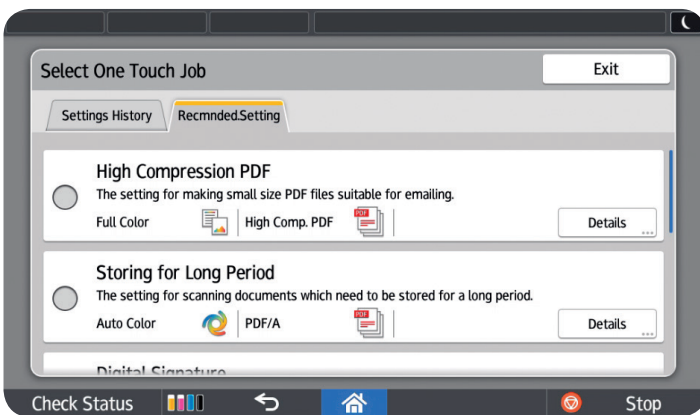 Select One Touch Job
Exit
Settings History
Recmnded.Setting
High Compression PDF
The setting for making small size PDF files suitable for emailing.
Full Color
PDF
High Comp. PDF
Details
Storing for Long Period
The setting for scanning documents which need to be stored for a long period.
Auto Color
PDF/A
PDF
Details
Digital Signature
Check Status
Stop